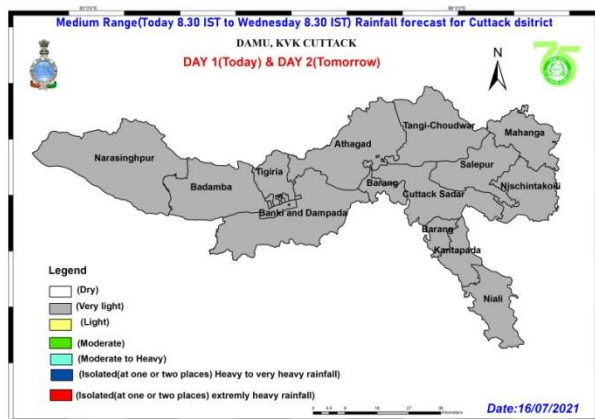 Medium Range(Today 8.30 IST to Wednesday 8.30 IST) Rainfall forecast for Cuttack dsitrict
DAMU, KVK CUTTACK
DAY 1(Today) & DAY 2(Tomorrow)
N
75
Tangi-Choudwar
Mahanga
Athagad
Narasinghpur
Salepur
Tigiria
Badamba
Barang
Nischintakoili
Cuttack Sadar
Banki and Dampada
Barang
Kantapada
Niali
Legend
(Dry)
(Very light)
(Light)
(Moderate)
(Moderate to Heavy)
(Isolated(at one or two places) Heavy to very heavy rainfall)
(Isolated(at one or two places) extremely heavy rainfall)
Date:16/07/2021